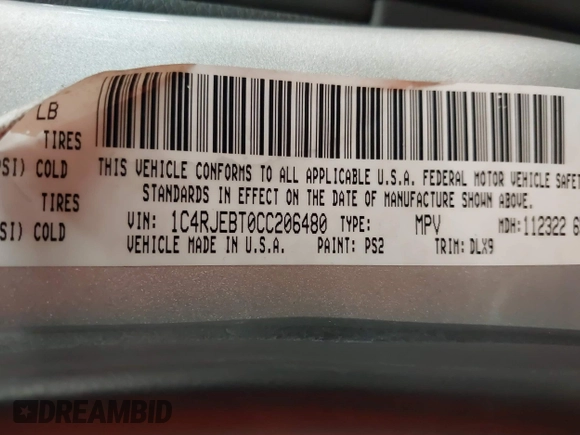 LB
TIRES
PSI) COLD
THIS VEHICLE CONFORMS TO ALL APPLICABLE U.S.A. FEDERAL MOTOR VEHICLE SAFET
TIRES
STANDARDS IN EFFECT ON THE DATE OF MANUFACTURE SHOWN ABOVE.
SI) COLD
VIN: 1C4RJEBT0CC206480 TYPE: MPV MDH:112322 6
VEHICLE MADE IN U.S.A. PAINT: PS2 TRIM: DLX9
DREAMBID